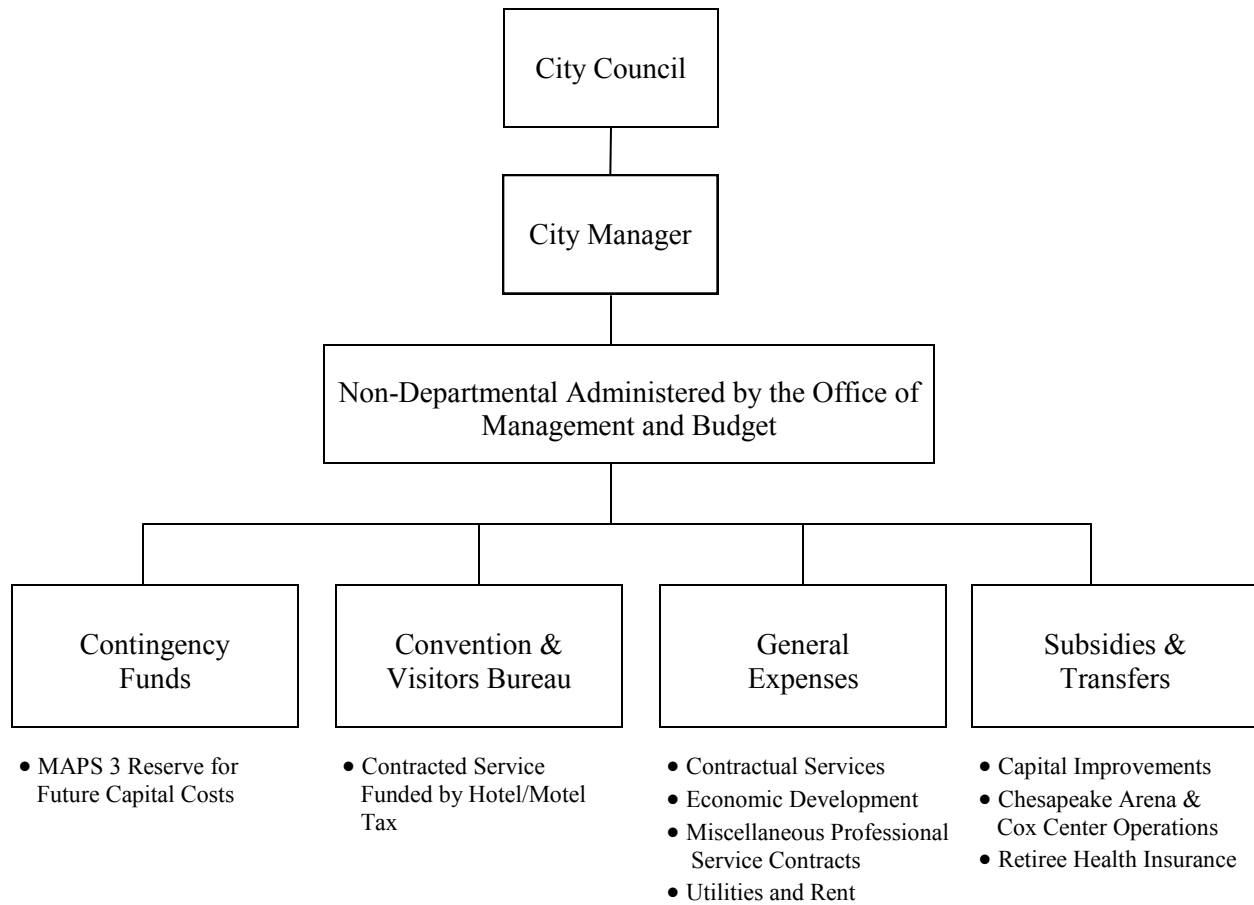 City Council
City Manager
Non-Departmental Administered by the Office of
Management and Budget
Contingency
Funds
Convention &
Visitors Bureau
General
Expenses
Subsidies &
Transfers
• MAPS 3 Reserve for
Future Capital Costs
• Contracted Service
Funded by Hotel/Motel
Tax
• Contractual Services
• Economic Development
• Miscellaneous Professional
Service Contracts
• Utilities and Rent
• Capital Improvements
• Chesapeake Arena &
Cox Center Operations
• Retiree Health Insurance